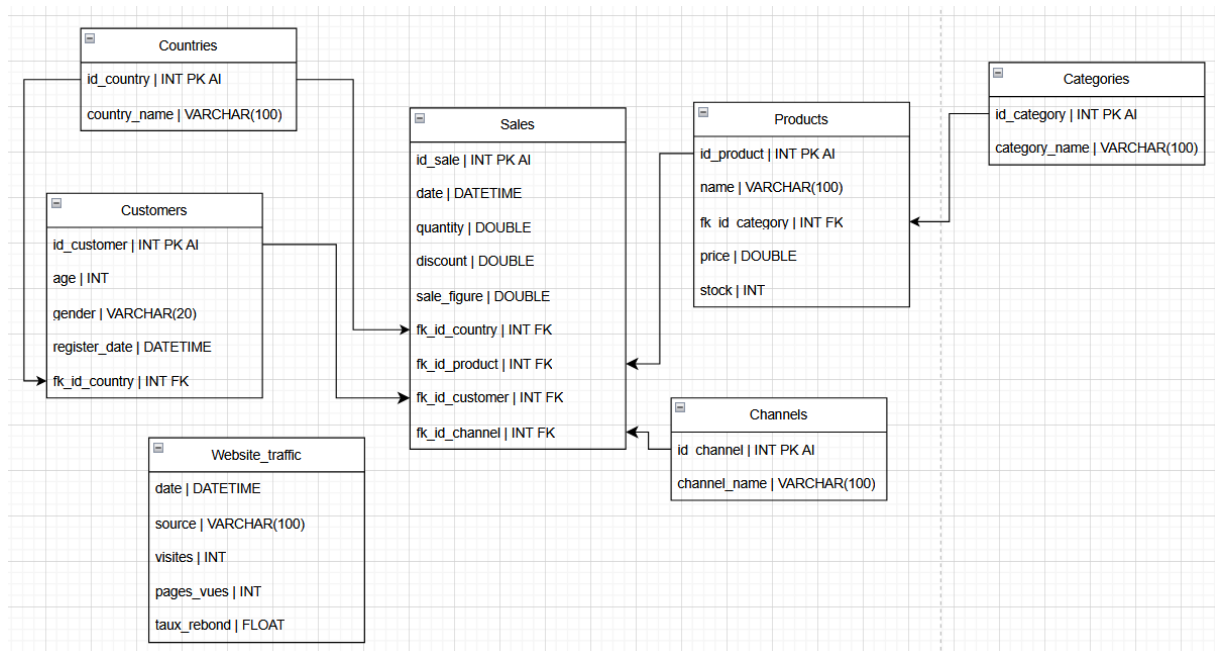 Countries
id_country | INT PK AI
country_name | VARCHAR(100)
Customers
id_customer | INT PK AI
age | INT
gender | VARCHAR(20)
register_date | DATETIME
fk_id_country | INT FK
Website_traffic
date | DATETIME
source | VARCHAR(100)
visites | INT
pages_vues | INT
taux_rebond | FLOAT
Sales
id_sale | INT PK AI
date | DATETIME
quantity | DOUBLE
discount | DOUBLE
sale_figure | DOUBLE
fk_id_country | INT FK
fk_id_product | INT FK
fk_id_customer | INT FK
fk_id_channel | INT FK
Products
id_product | INT PK AI
name | VARCHAR(100)
fk_id_category | INT FK
price | DOUBLE
stock | INT
Channels
id_channel | INT PK AI
channel_name | VARCHAR(100)
Categories
id_category | INT PK AI
category_name | VARCHAR(100)